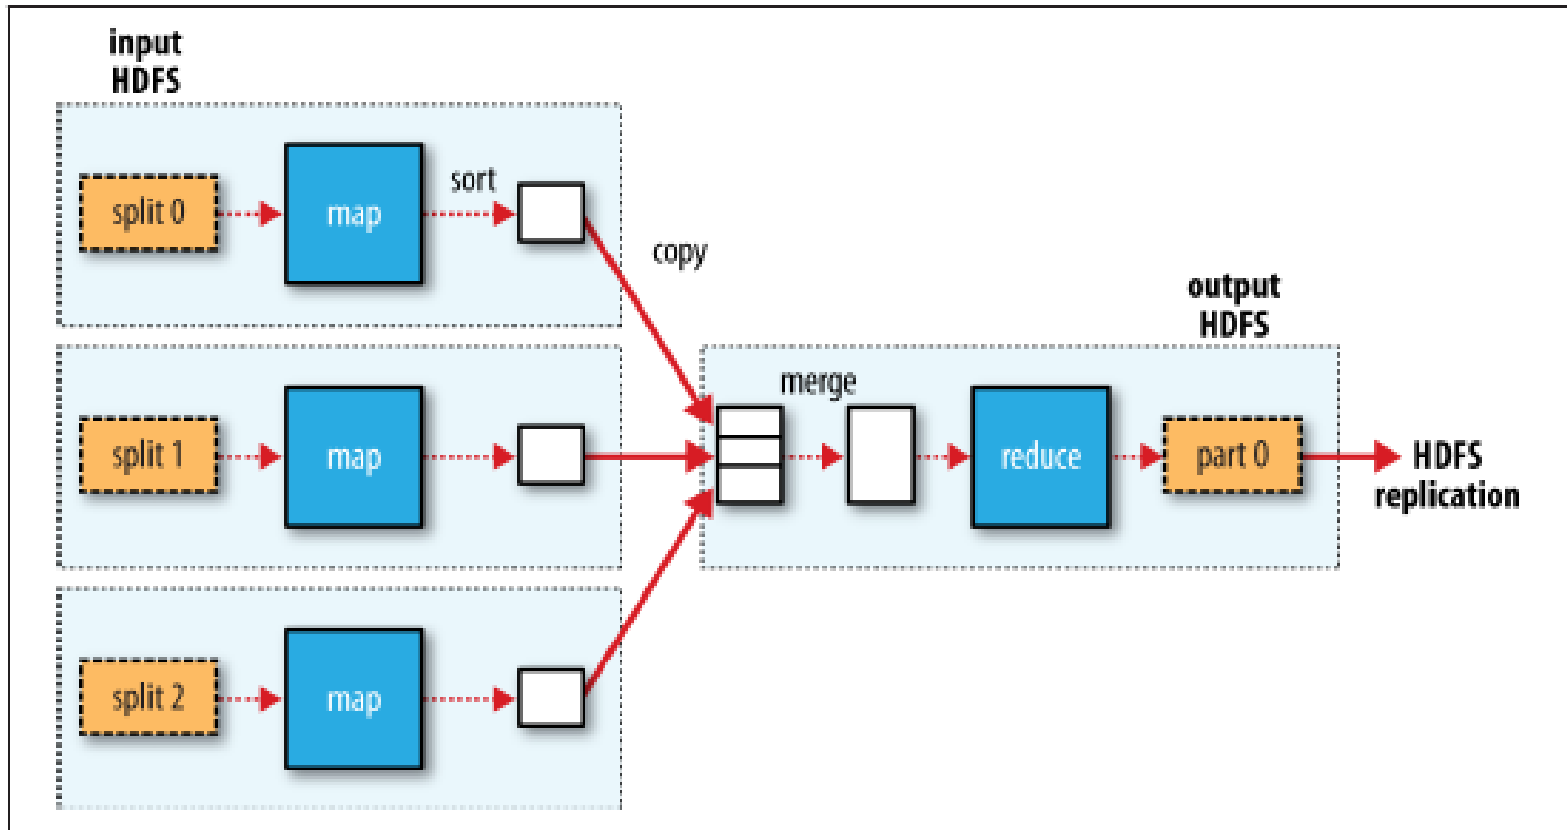 input
HDFS
split 0
map
sort
copy
split 1
map
split 2
map
output
HDFS
merge
reduce
part 0
HDFS
replication